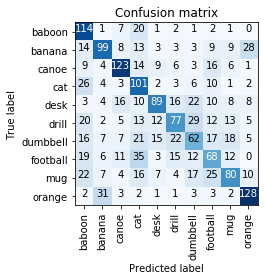 Confusion matrix
baboon 114 1 7 20 1 2 1 2 1 0
banana 14 99 8 13 3 3 3 9 9 28
canoe 9 4 123 14 9 6 3 16 6 1
cat 26 4 3 101 2 3 6 10 1 2
desk 3 4 16 10 89 16 22 10 8 8
drill 20 2 5 13 12 77 29 12 13 5
dumbbell 16 7 7 21 15 22 62 17 18 5
football 19 6 11 35 3 15 12 68 12 0
mug 22 7 4 16 7 4 17 25 80 10
orange 2 31 3 2 1 1 3 3 2 128
baboon banana canoe cat desk drill dumbbell football mug orange
True label
Predicted label